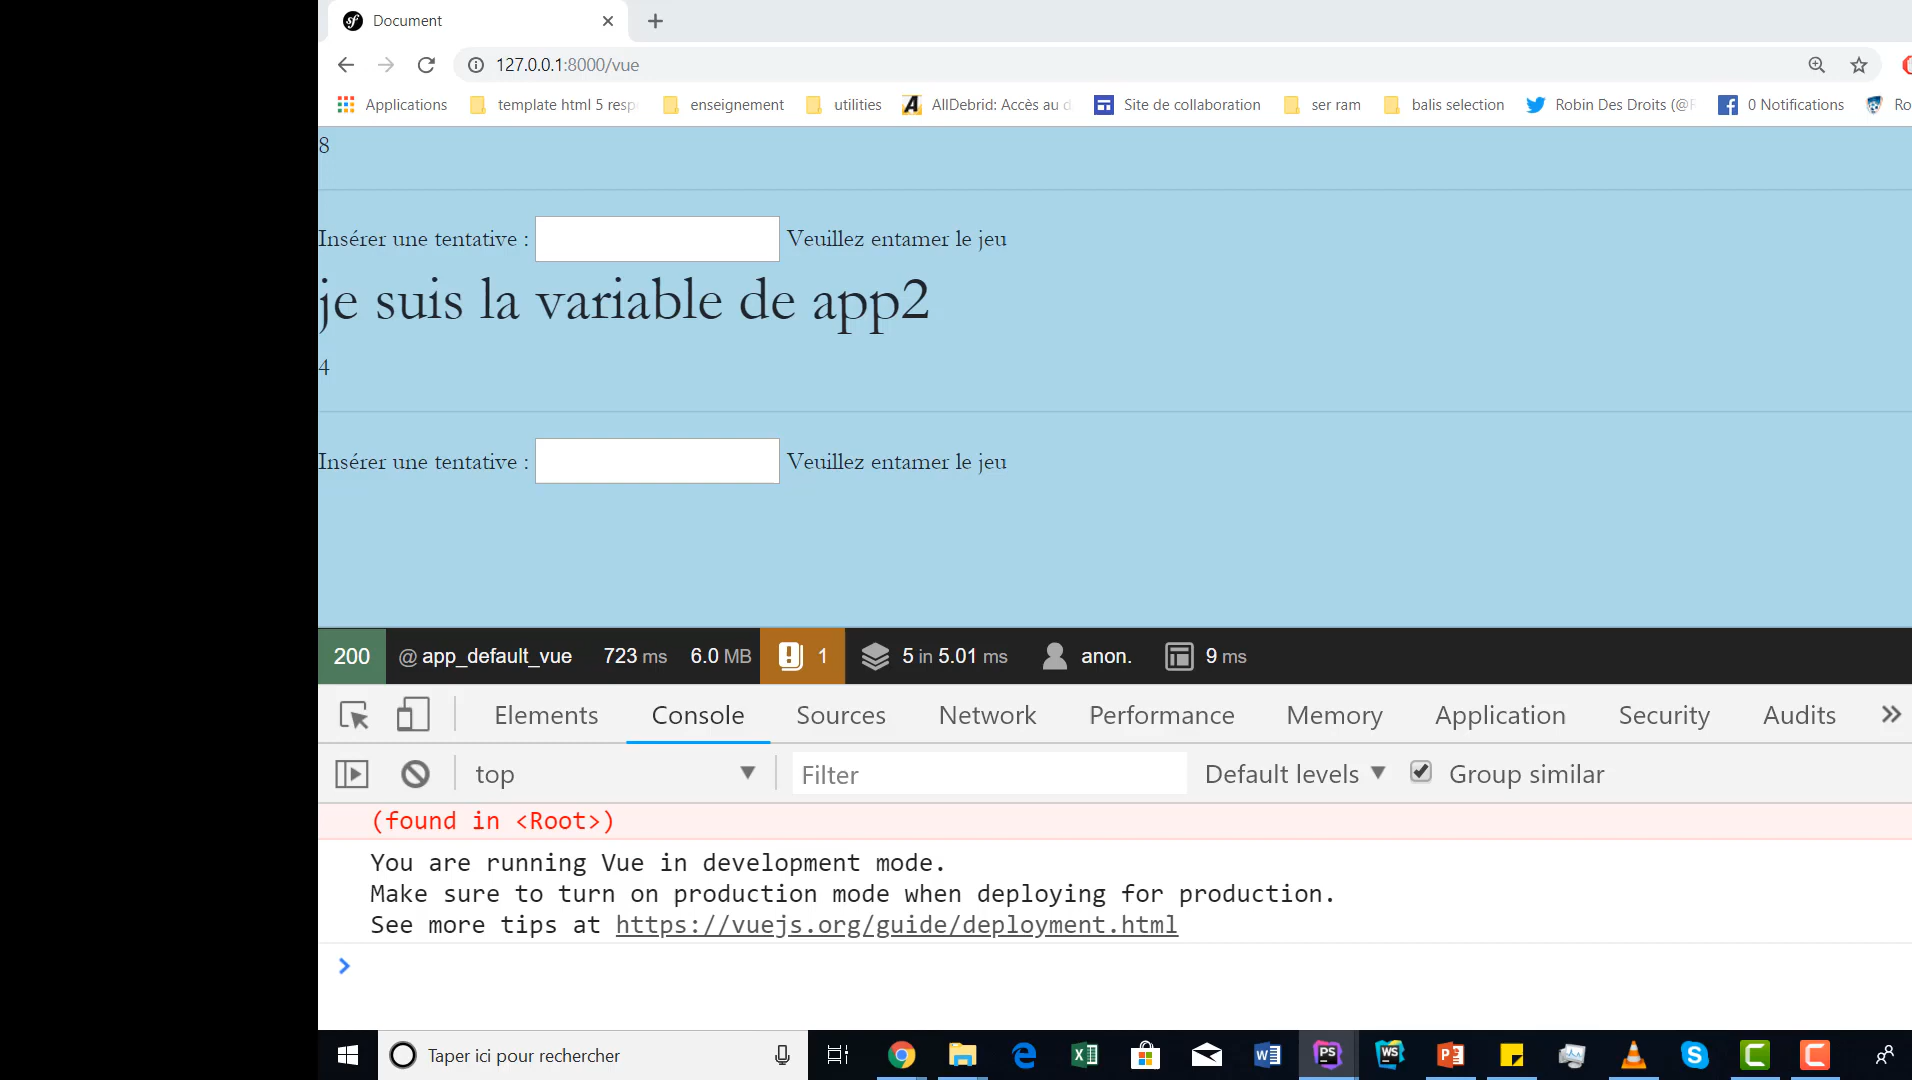 Document
127.0.0.1:8000/vue
Applications template html 5 resp enseignement utilities AllDebrid: Accès au d Site de collaboration ser ram balis selection Robin Des Droits (@R 0 Notifications Ro
8
Insérer une tentative : Veuillez entamer le jeu
je suis la variable de app2
4
Insérer une tentative : Veuillez entamer le jeu
200 @ app_default_vue 723 ms 6.0 MB 1 5 in 5.01 ms anon. 9 ms
Elements Console Sources Network Performance Memory Application Security Audits »
top Filter Default levels Group similar
(found in <Root>)
You are running Vue in development mode.
Make sure to turn on production mode when deploying for production.
See more tips at https://vuejs.org/guide/deployment.html
>
Taper ici pour rechercher